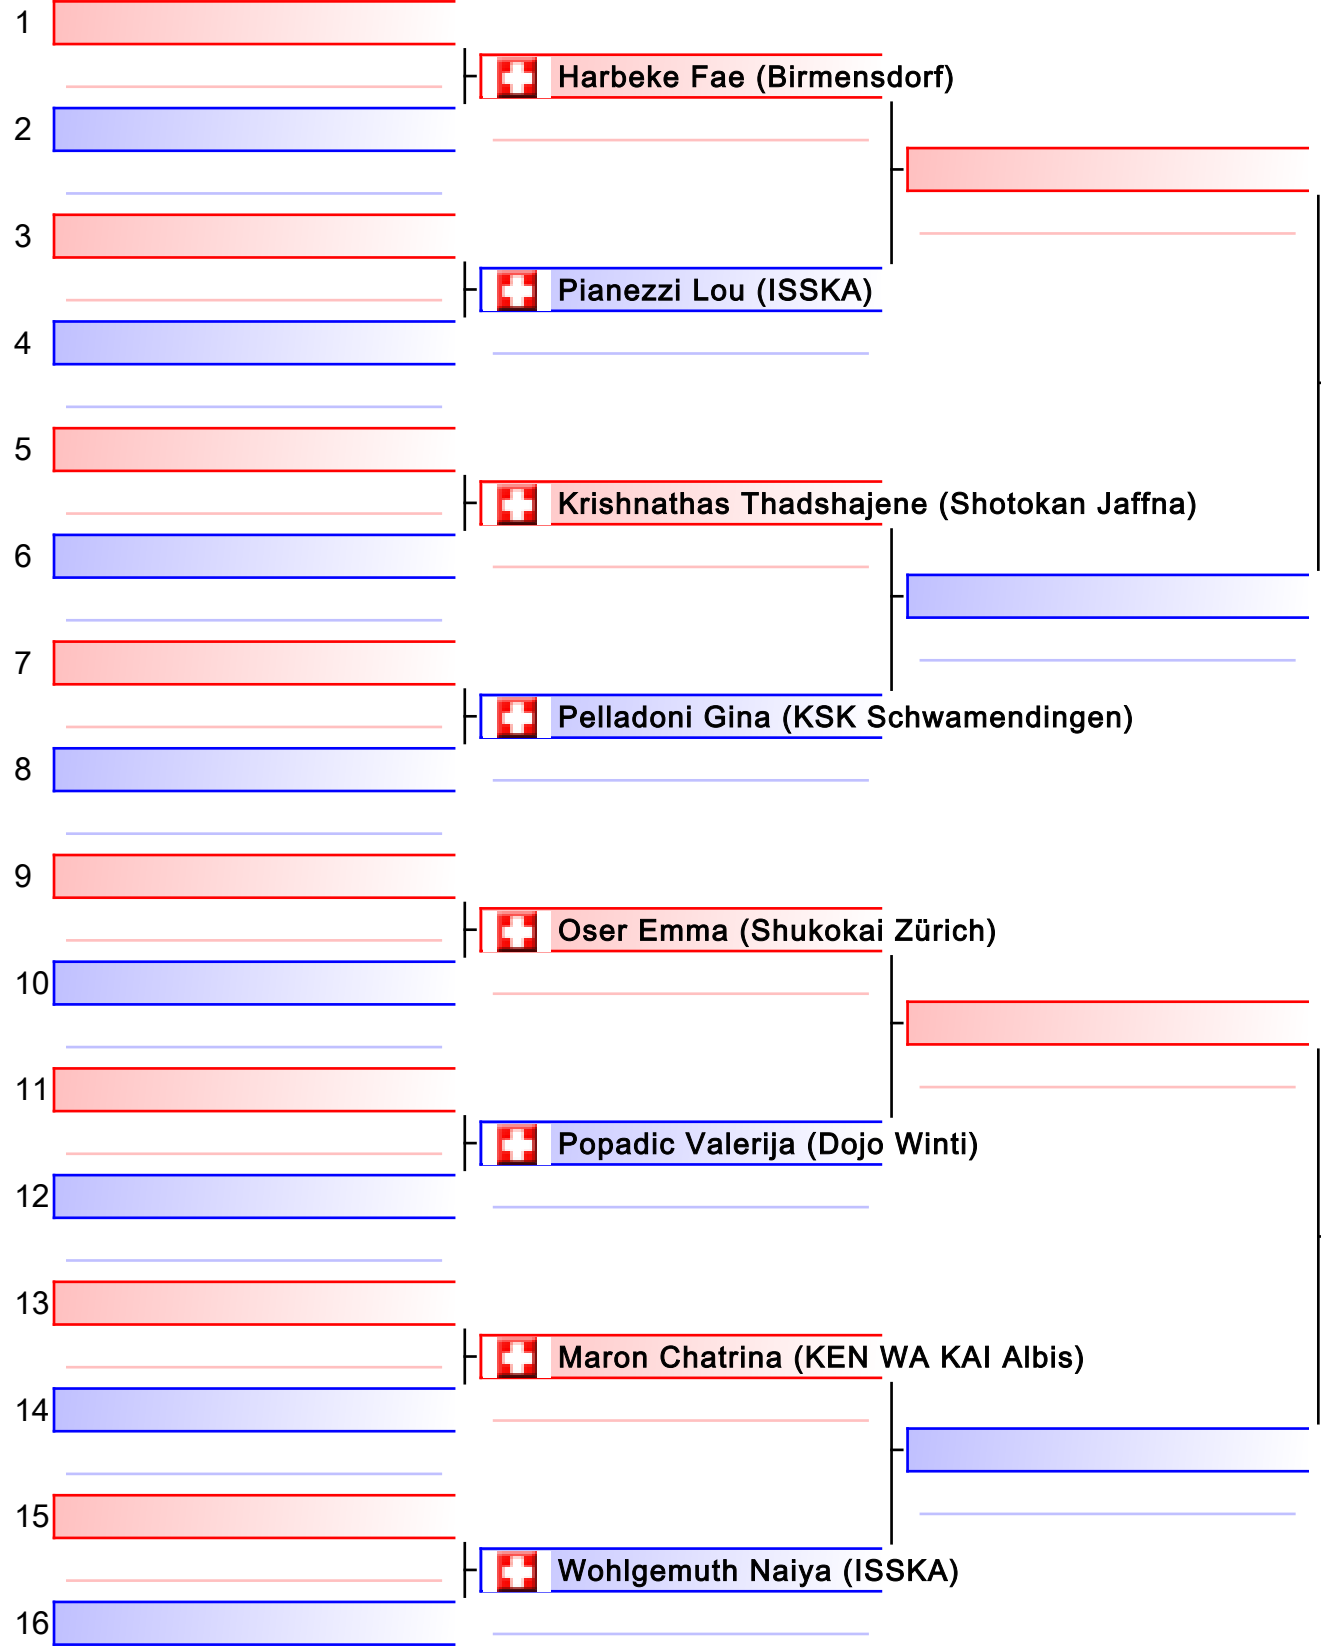 1
Harbeke Fae (Birmensdorf)
2
3
Pianezzi Lou (ISSKA)
4
5
Krishnathas Thadshajene (Shotokan Jaffna)
6
7
Pelladoni Gina (KSK Schwamendingen)
8
9
Oser Emma (Shukokai Zürich)
10
11
Popadic Valerija (Dojo Winti)
12
13
Maron Chatrina (KEN WA KAI Albis)
14
15
Wohlgemuth Naiya (ISSKA)
16